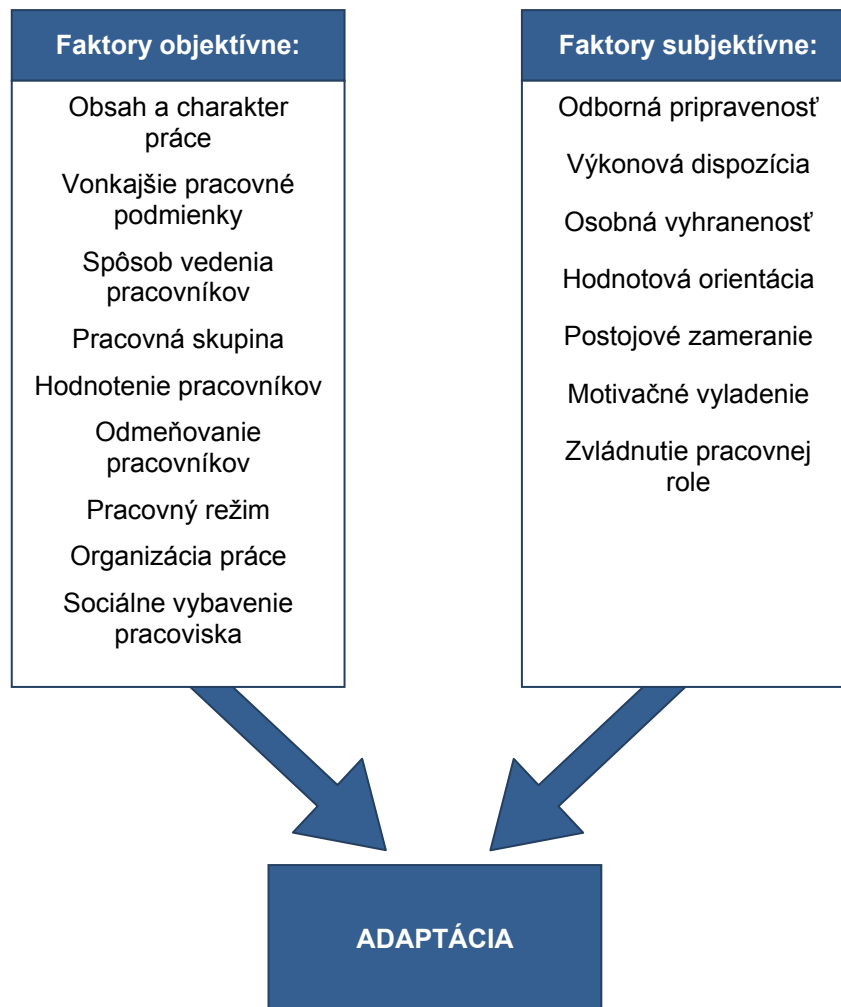 Faktory objektívne:
Obsah a charakter
práce
Vonkajšie pracovné
podmienky
Spôsob vedenia
pracovníkov
Pracovná skupina
Hodnotenie pracovníkov
Odmeňovanie
pracovníkov
Pracovný režim
Organizácia práce
Sociálne vybavenie
pracoviska
Faktory subjektívne:
Odborná pripravenosť
Výkonová dispozícia
Osobná vyhranenosť
Hodnotová orientácia
Postojové zameranie
Motivačné vyladenie
Zvládnutie pracovnej
role
ADAPTÁCIA